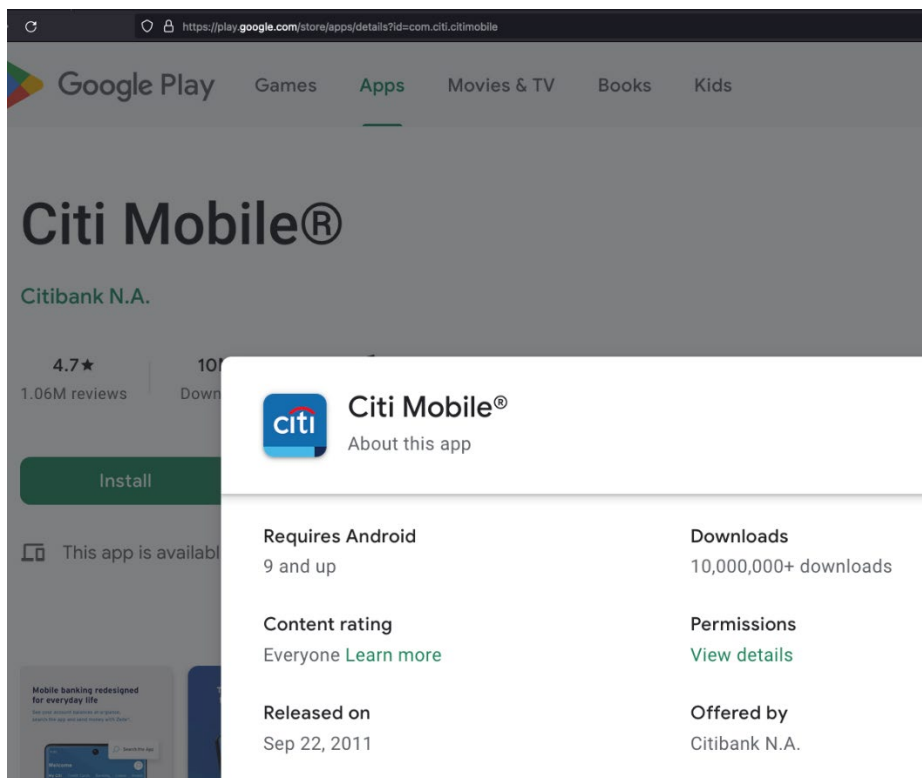 https://play.google.com/store/apps/details?id=com.citi.citimobile
Google Play Games Apps Movies & TV Books Kids
Citi Mobile®
Citibank N.A.
4.7★
1.06M reviews
10
Down
Install
This app is availabl
citi
Citi Mobile®
About this app
Requires Android
9 and up
Downloads
10,000,000+ downloads
Content rating
Everyone Learn more
Permissions
View details
Released on
Sep 22, 2011
Offered by
Citibank N.A.
Mobile banking redesigned
for everyday life
Welcome